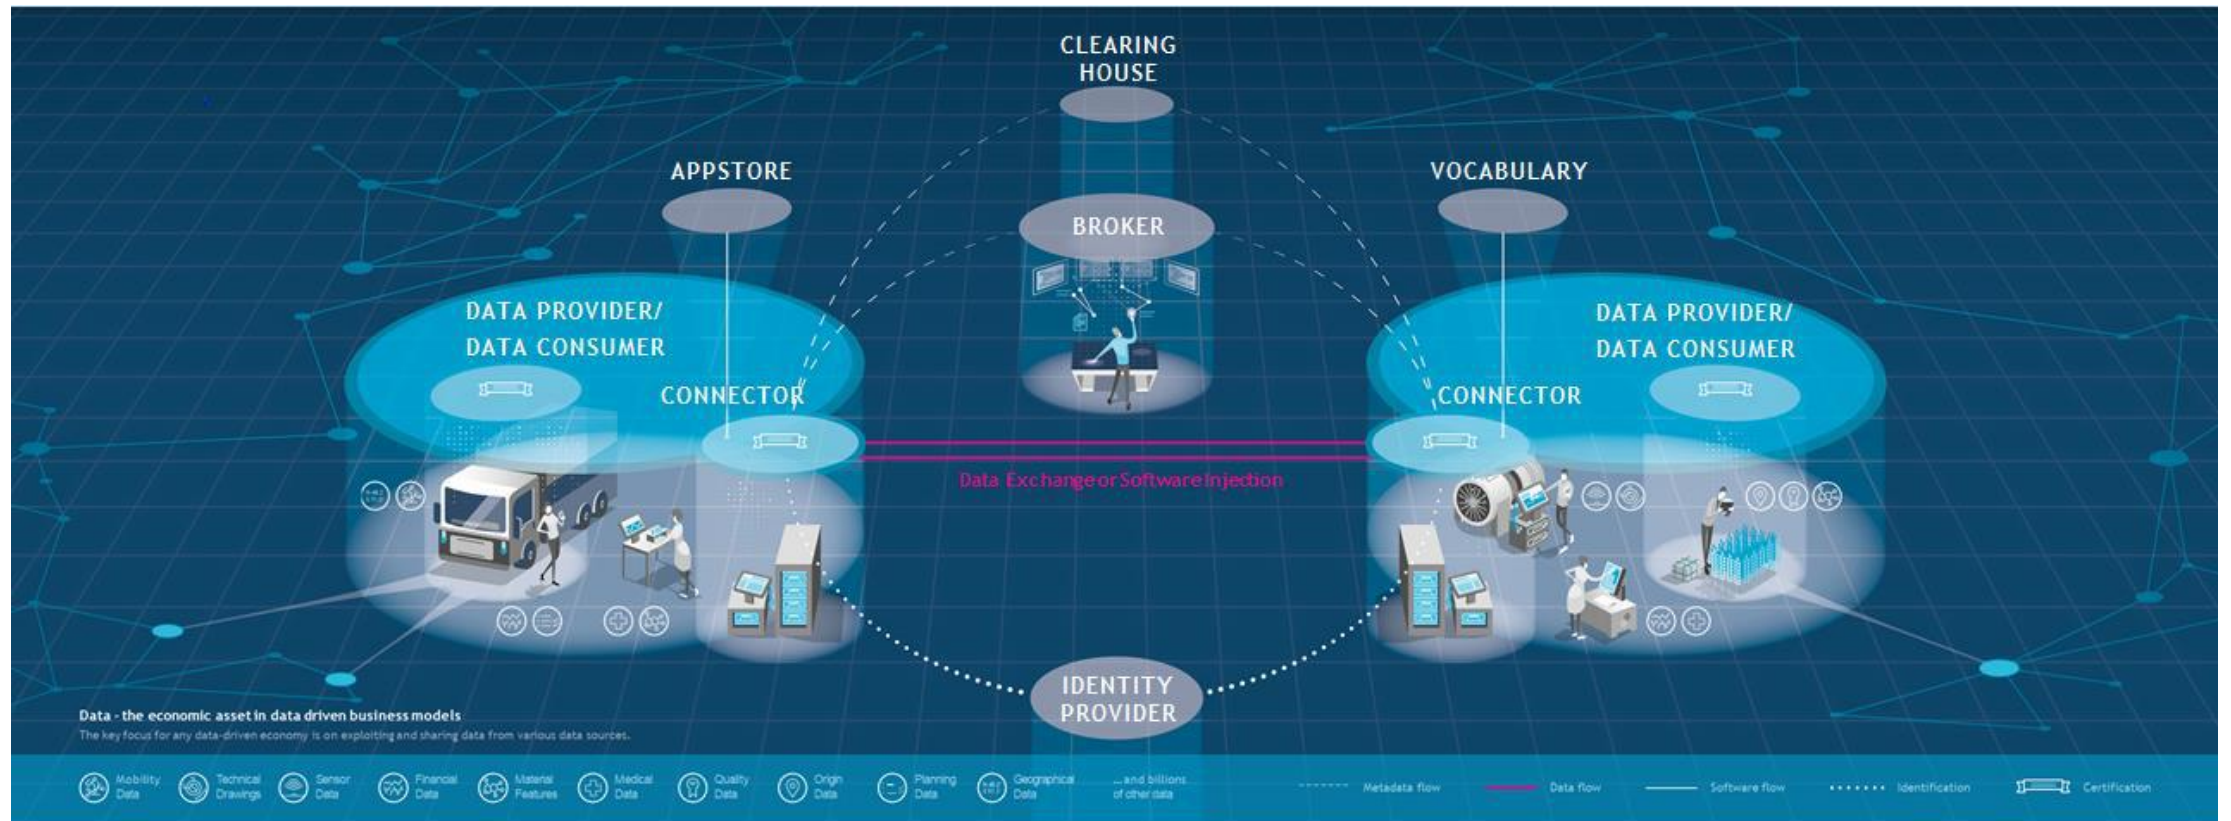 CLEARING
HOUSE
APPSTORE
VOCABULARY
BROKER
DATA PROVIDER/
DATA CONSUMER
DATA PROVIDER/
DATA CONSUMER
CONNECTOR
CONNECTOR
Data Exchange or Software Injection
IDENTITY
PROVIDER
Data - the economic asset in data driven business models
The key focus for any data-driven economy is on exploiting and sharing data from various data sources.
Mobility
Data
Technical
Drawings
Sensor
Data
Financial
Data
Material
Features
Medical
Data
Quality
Data
Origin
Data
Planning
Data
Geographical
Data
...and billions
of other data
Metadata flow
Data flow
Software flow
Identification
Certification